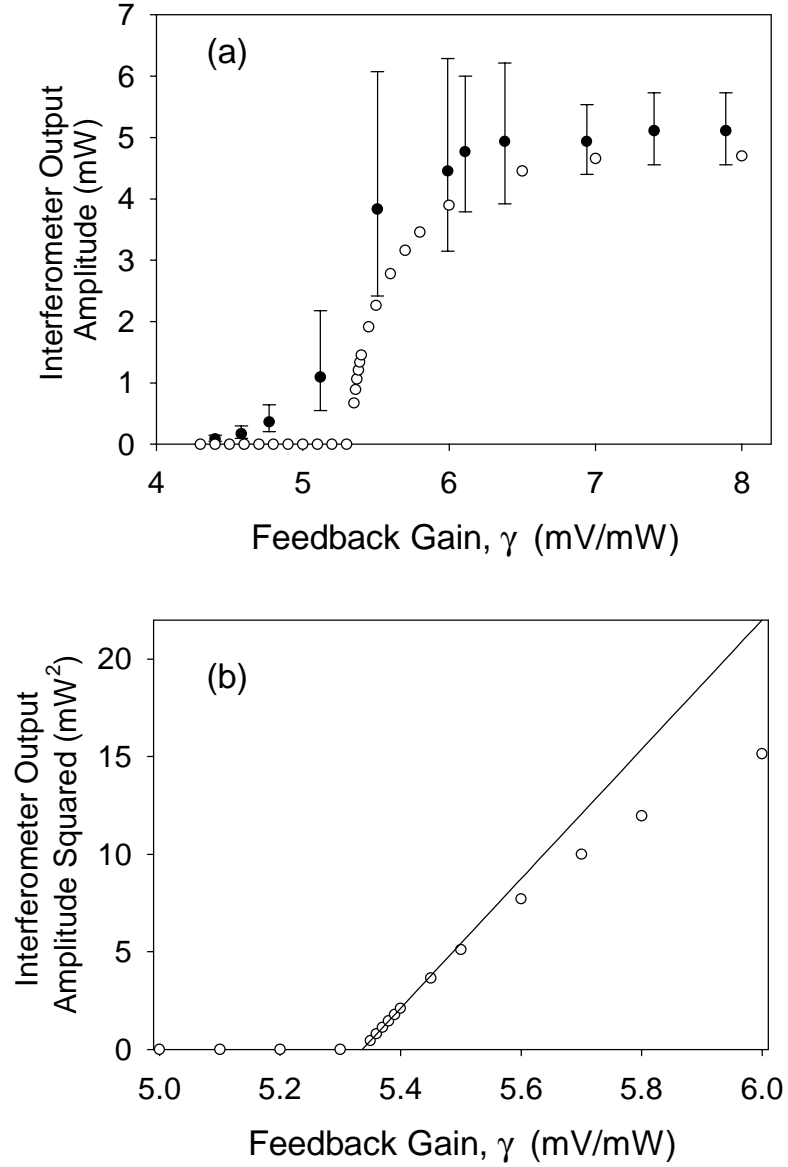 (a)
Interferometer Output
Amplitude (mW)
7
6
5
4
3
2
1
0
4 5 6 7 8
Feedback Gain, γ (mV/mW)
(b)
Interferometer Output
Amplitude Squared (mW²)
20
15
10
5
0
5.0 5.2 5.4 5.6 5.8 6.0
Feedback Gain, γ (mV/mW)